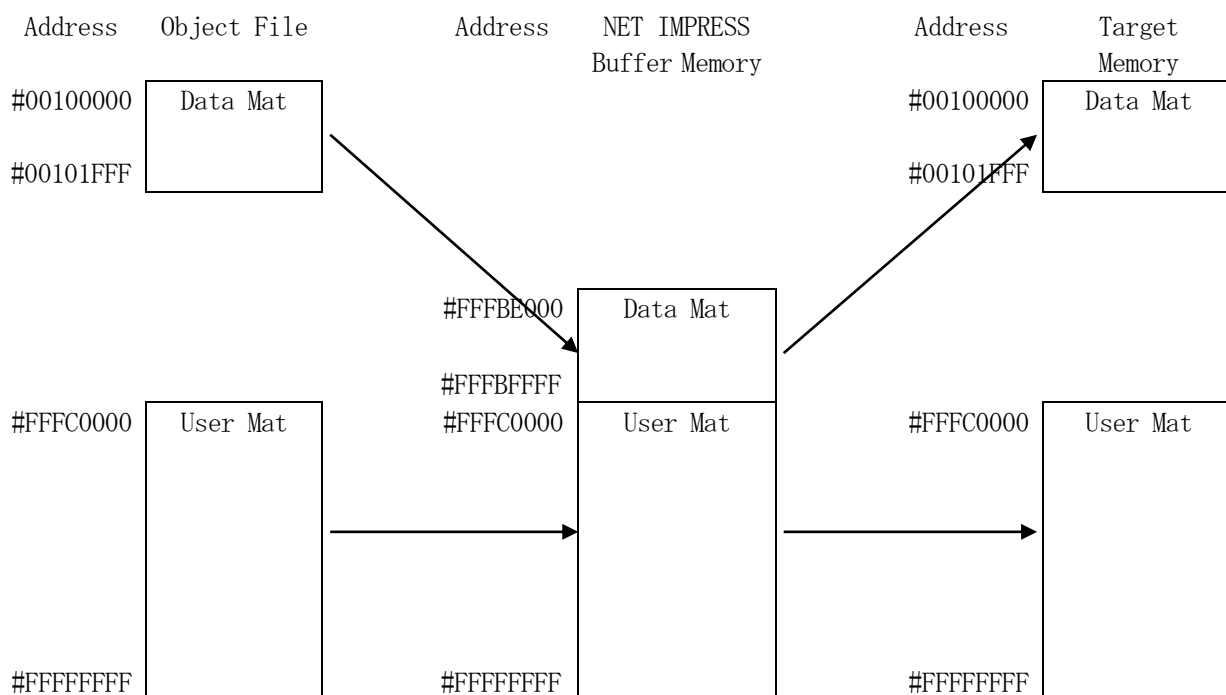 Address Object File Address NET IMPRESS Address Target
Buffer Memory Memory
#00100000 Data Mat #00100000 Data Mat
#00101FFF #00101FFF
#FFFBE000 Data Mat
#FFFBFFFF
#FFFC0000 User Mat #FFFC0000 User Mat #FFFC0000 User Mat
#FFFFFFFF #FFFFFFFF #FFFFFFFF